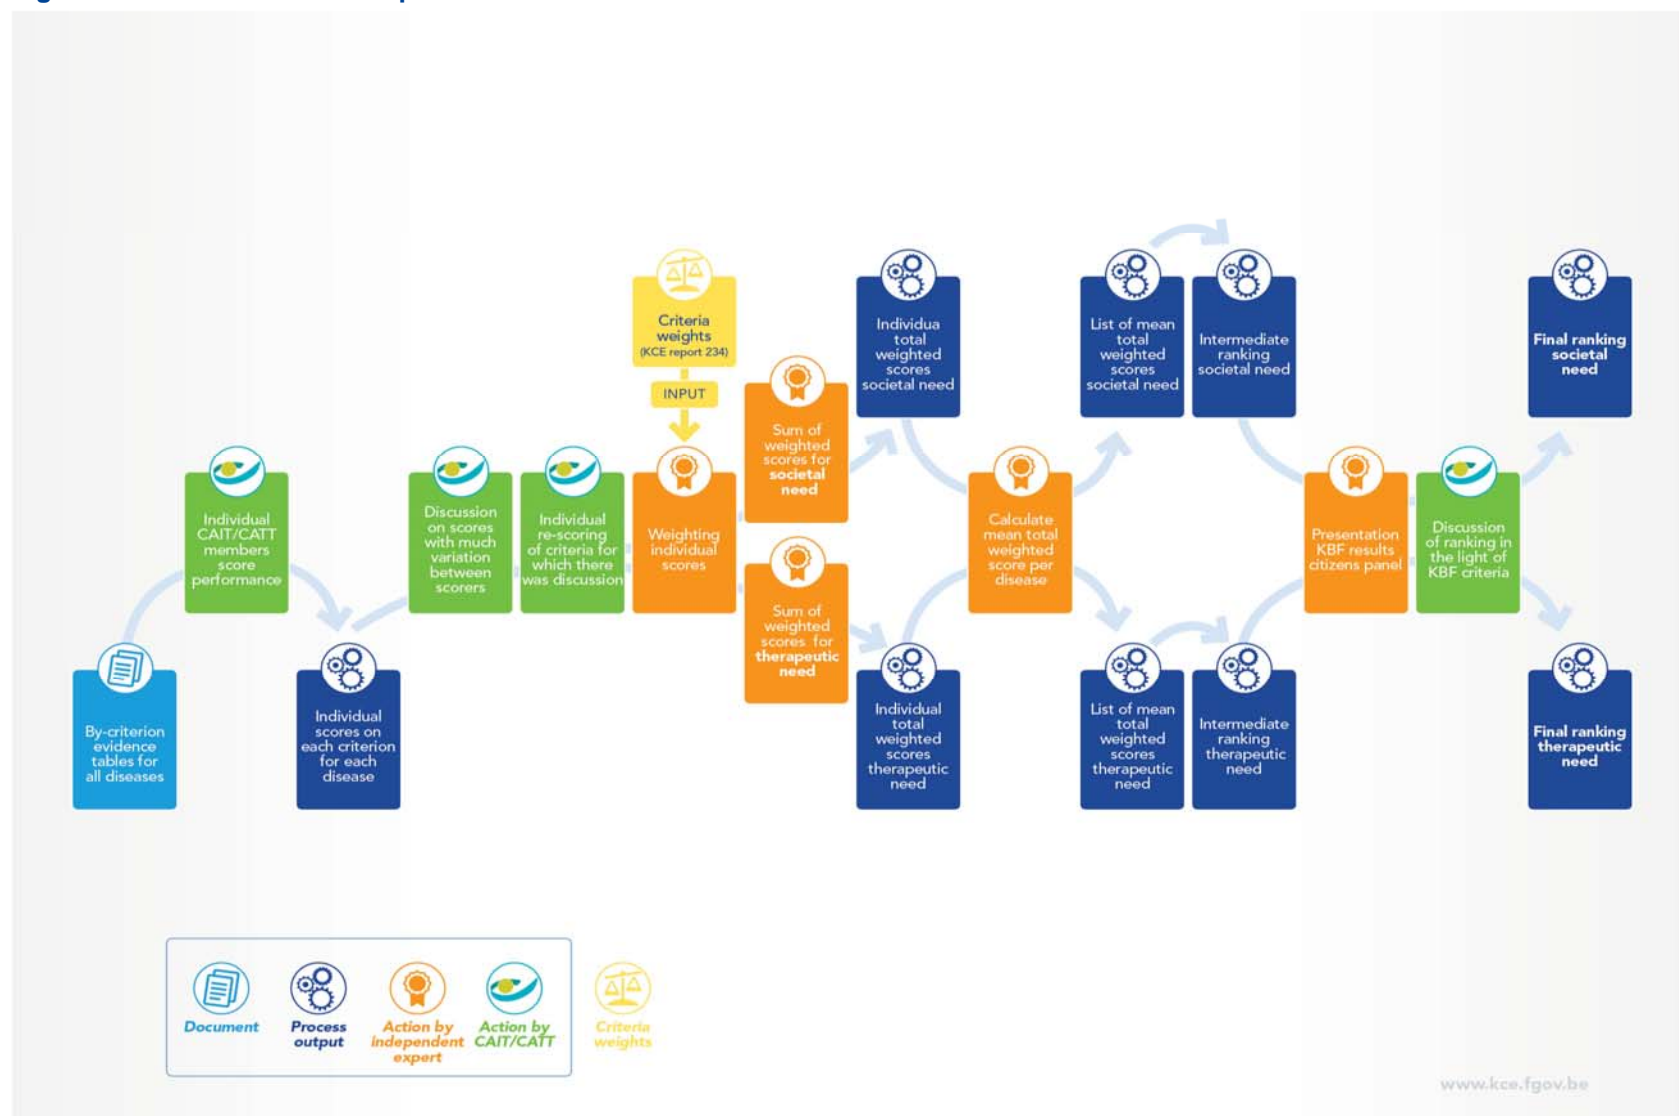 Criteria
weights
(KCE report 234)
INPUT
Individua
total
weighted
scores
societal need
List of mean
total
weighted
scores
societal need
Intermediate
ranking
societal need
Final ranking
societal
need
Sum of
weighted
scores for
societal
need
Individual
CAIT/CATT
members
score
performance
Discussion
on scores
with much
variation
between
scorers
Individual
re-scoring
of criteria for
which there
was discussion
Weighting
individual
scores
Calculate
mean total
weighted
score per
disease
Presentation
KBF results
citizens panel
Discussion
of ranking in
the light of
KBF criteria
Sum of
weighted
scores for
therapeutic
need
By-criterion
evidence
tables for
all diseases
Individual
scores on
each criterion
for each
disease
Individual
total
weighted
scores
therapeutic
need
List of mean
total
weighted
scores
therapeutic
need
Intermediate
ranking
therapeutic
need
Final ranking
therapeutic
need
Document
Process
output
Action by
independent
expert
Action by
CAIT/CATT
Criteria
weights
www.kce.fgov.be